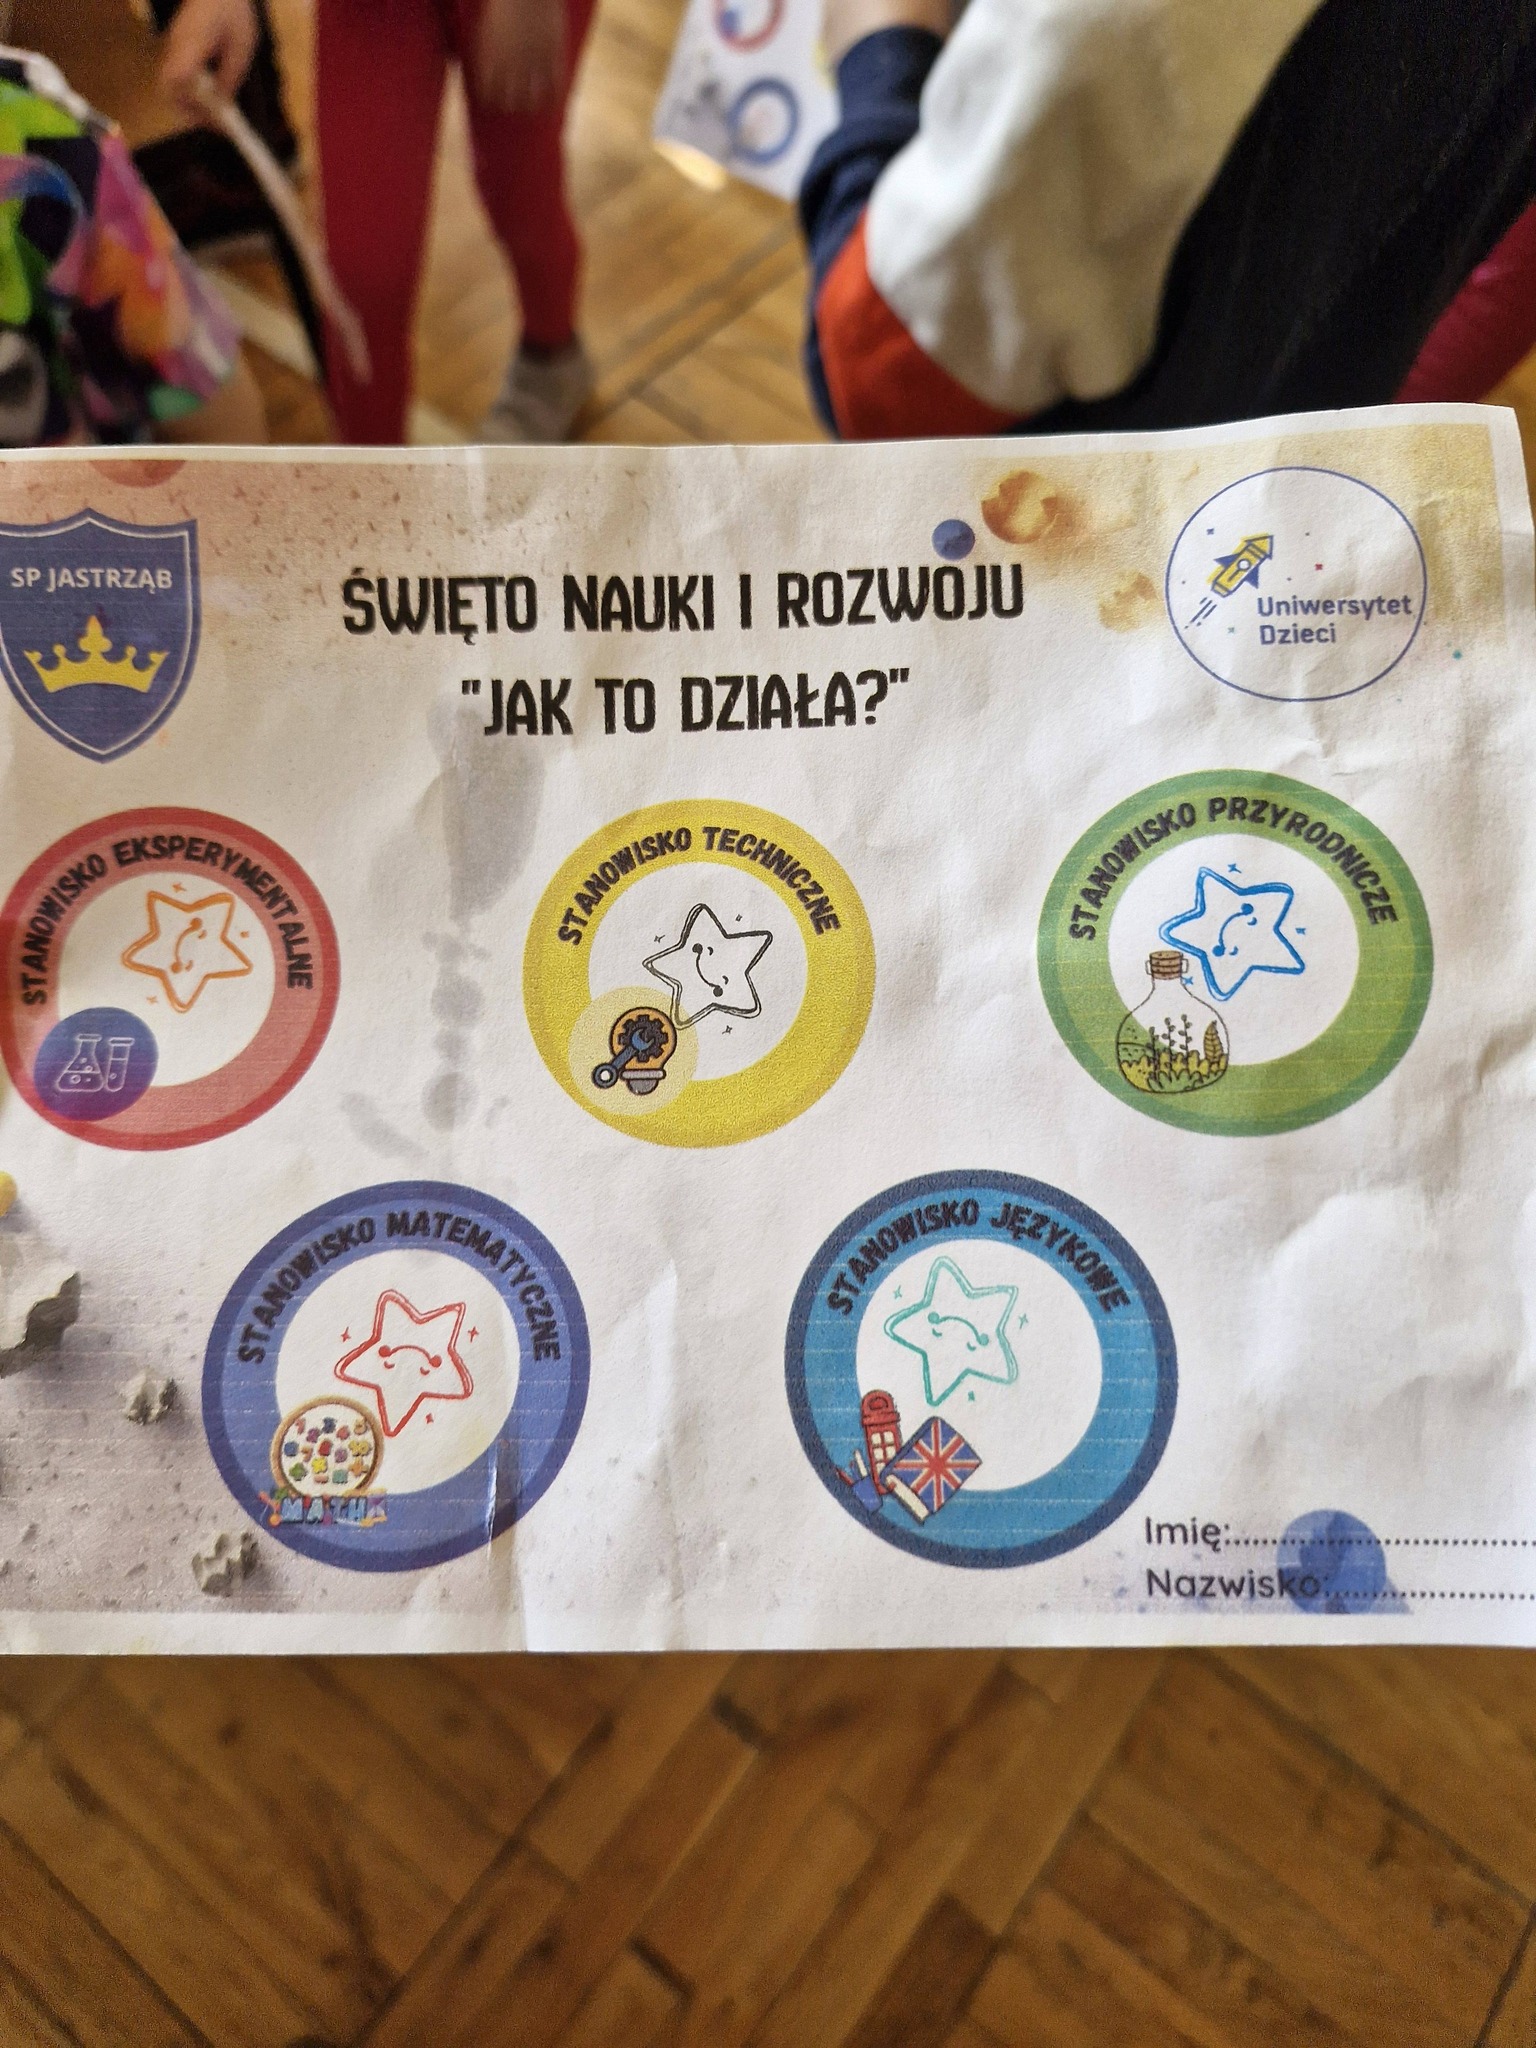 SP JASTRZĄB
ŚWIĘTO NAUKI I ROZWOJU
"JAK TO DZIAŁA?"
Uniwersytet
Dzieci
STANOWISKO EKSPERYMENTALNE
STANOWISKO TECHNICZNE
STANOWISKO PRZYRODNICZE
STANOWISKO MATEMATYCZNE
MATH
STANOWISKO JĘZYKOWE
Imię:
Nazwisko: